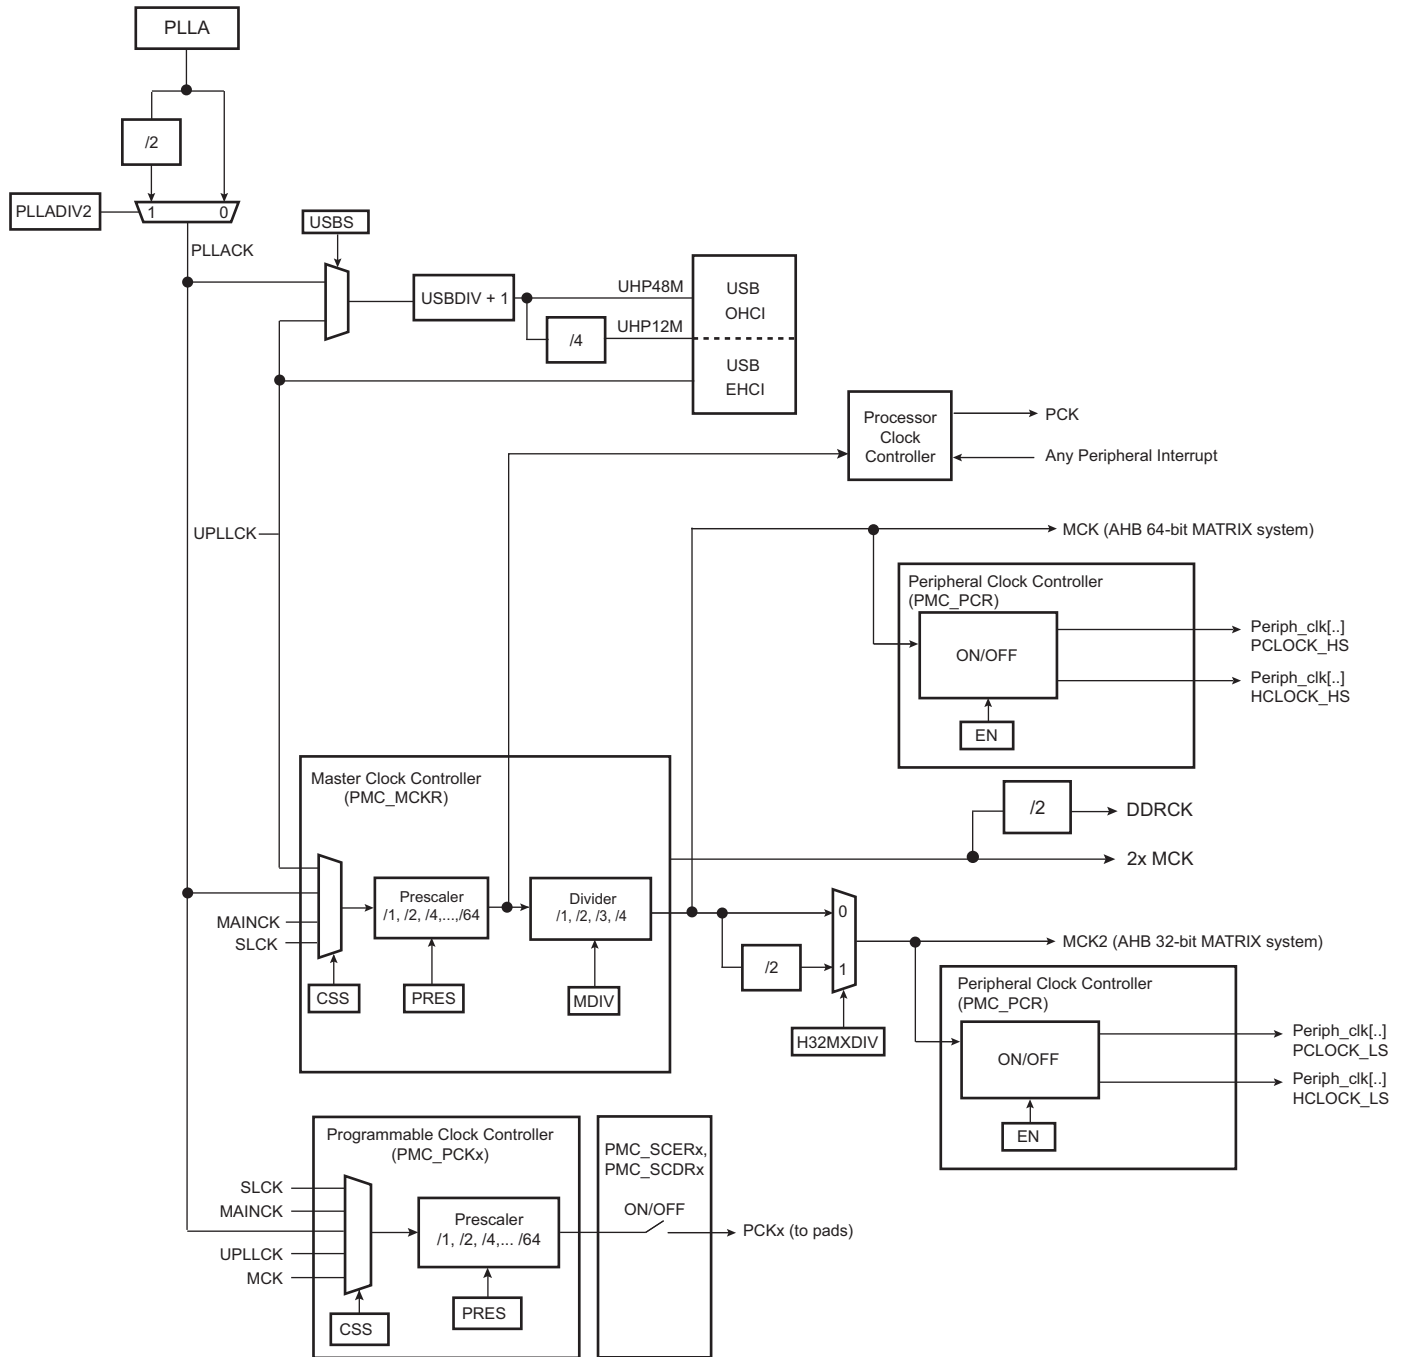 PLLA
/2
PLLADIV2
1
0
PLLACK
USBS
USBDIV + 1
UHP48M
/4
UHP12M
USB
OHCI
USB
EHCI
Processor
Clock
Controller
PCK
Any Peripheral Interrupt
UPLLCK
MCK (AHB 64-bit MATRIX system)
Peripheral Clock Controller
(PMC_PCR)
ON/OFF
EN
Periph_clk[..]
PCLOCK_HS
Periph_clk[..]
HCLOCK_HS
Master Clock Controller
(PMC_MCKR)
/2
DDRCK
2x MCK
MAINCK
SLCK
Prescaler
/1, /2, /4,...,/64
Divider
/1, /2, /3, /4
CSS
PRES
MDIV
/2
0
1
H32MXDIV
MCK2 (AHB 32-bit MATRIX system)
Peripheral Clock Controller
(PMC_PCR)
ON/OFF
EN
Periph_clk[..]
PCLOCK_LS
Periph_clk[..]
HCLOCK_LS
Programmable Clock Controller
(PMC_PCKx)
SLCK
MAINCK
UPLLCK
MCK
Prescaler
/1, /2, /4,... /64
CSS
PRES
PMC_SCERx,
PMC_SCDRx
ON/OFF
PCKx (to pads)